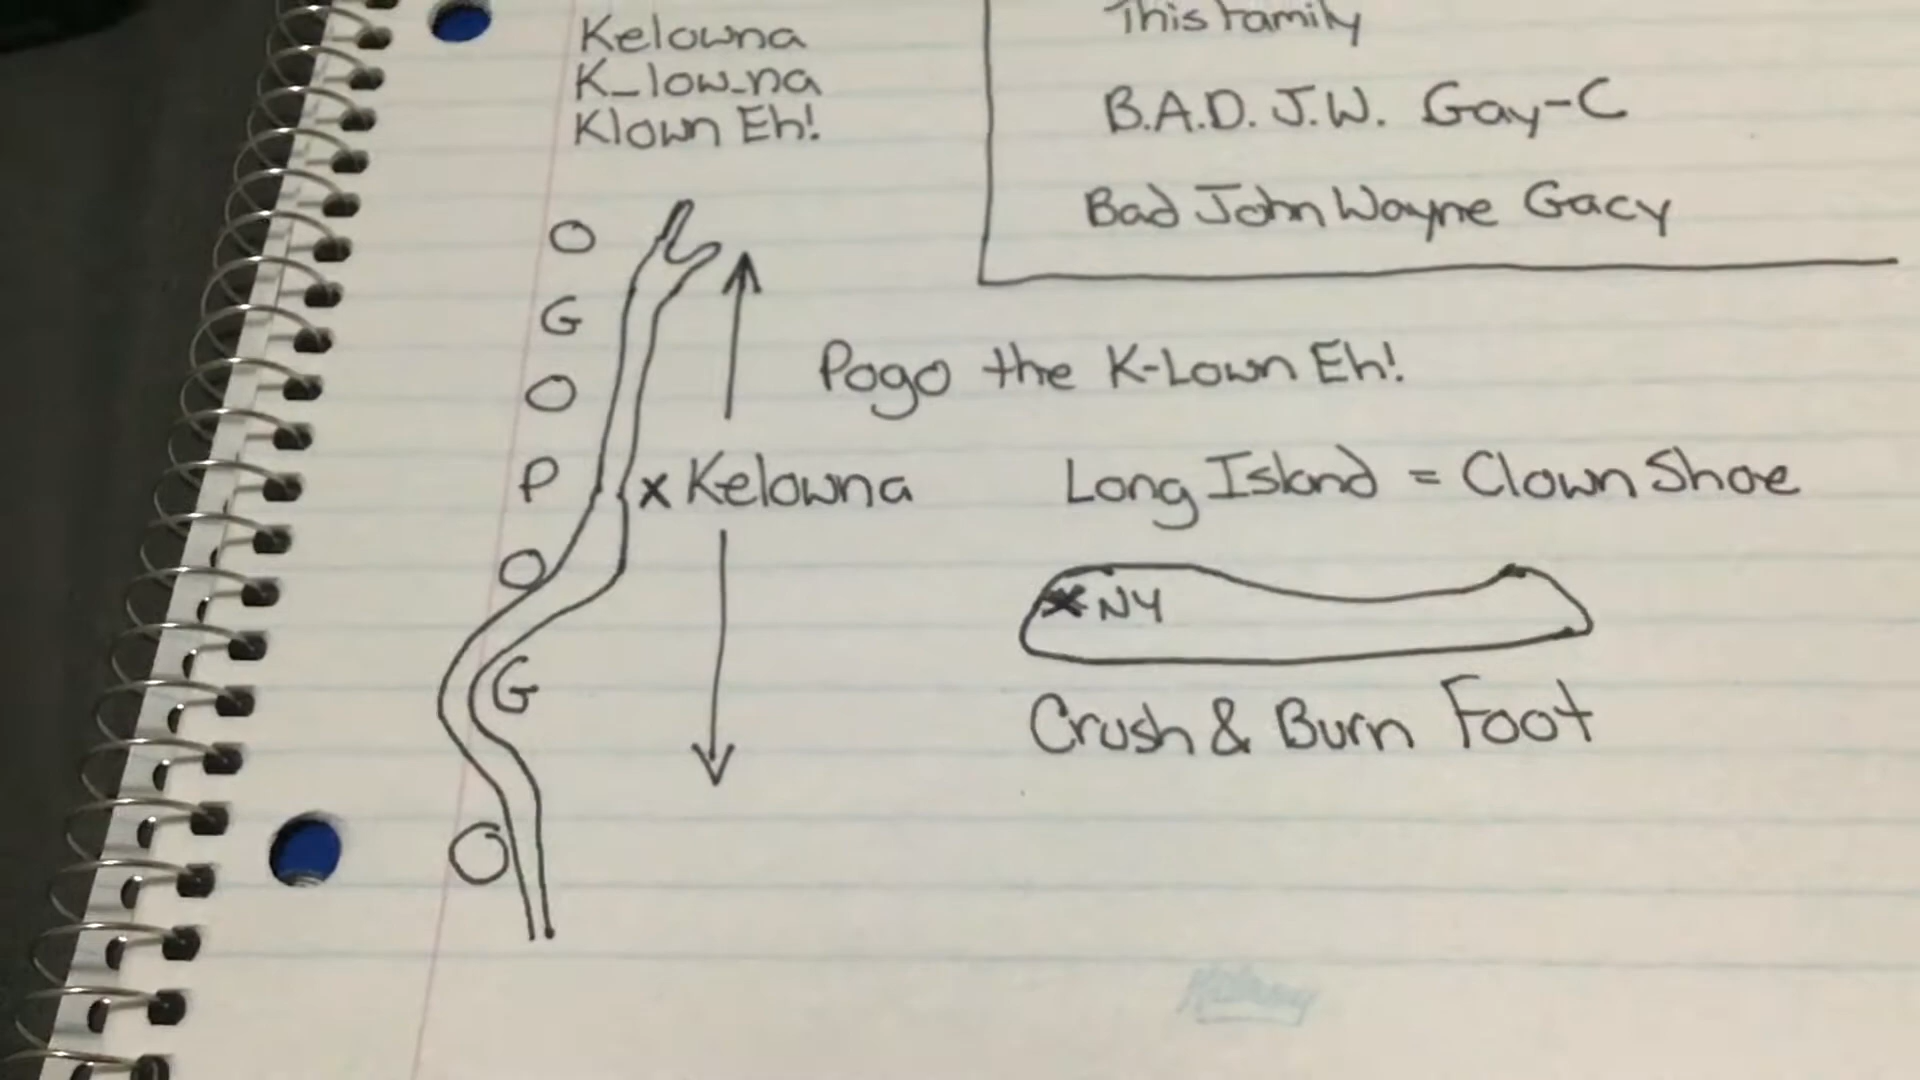 Kelowna
K_low_na
Klown Eh!
This Family
B.A.D. J.W. Gay-C
Bad John Wayne Gacy
O
G
O
P
O
G
O
Pogo the K-Lown Eh!
x Kelowna
Long Island = Clown Shoe
x NY
Crush & Burn Foot